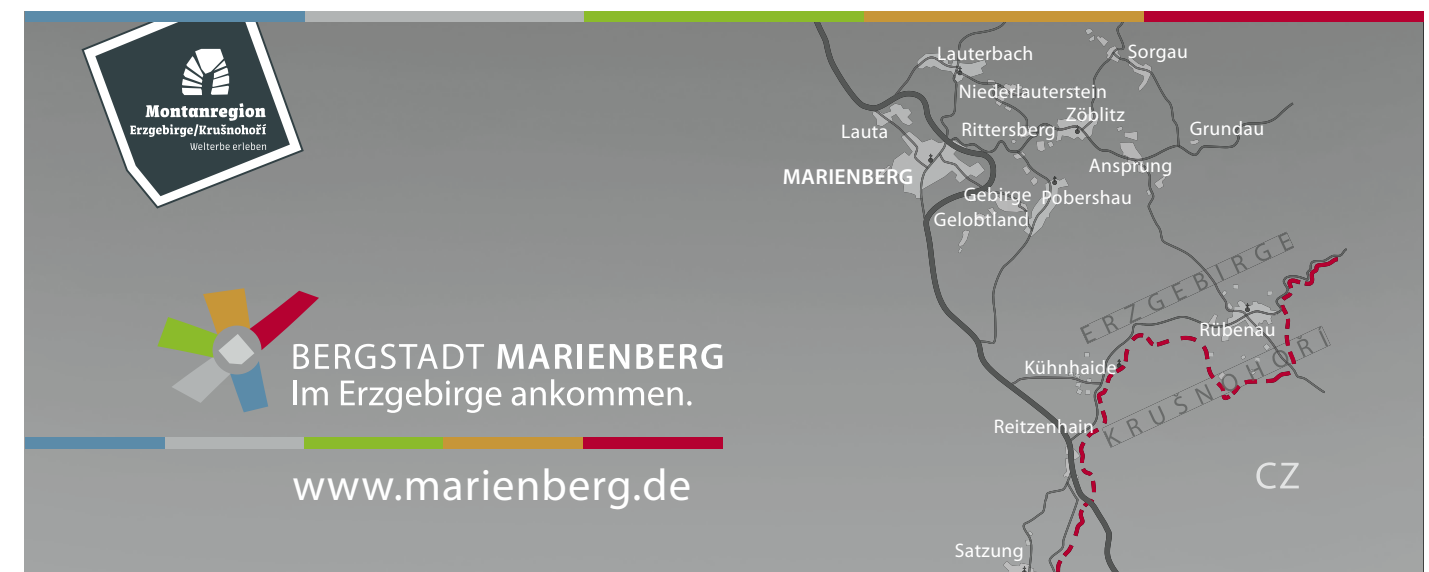 Montanregion
Erzgebirge/Krušnohoří
Welterbe erleben
BERGSTADT MARIENBERG
Im Erzgebirge ankommen.
www.marienberg.de
Lauterbach
Sorgau
Niederlauterstein
Zöblitz
Lauta
Rittersberg
Grundau
Ansprung
MARIENBERG
Gebirge
Pobershau
Gelobtland
ERZGEBIRGE
Rübenau
Kühnhaide
KRUŠNOHOŘÍ
Reitzenhain
CZ
Satzung